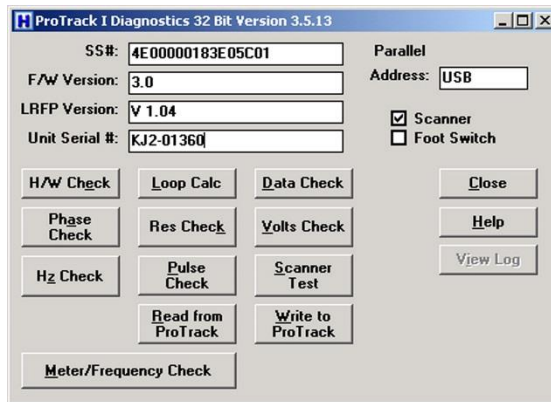 H ProTrack I Diagnostics 32 Bit Version 3.5.13
SS#: 4E00000183E05C01
Parallel
F/W Version: 3.0
Address: USB
LRFP Version: V 1.04
Scanner
Unit Serial #: KJ2-01360
Foot Switch
H/W Check Loop Calc Data Check Close
Phase
Check
Res Check Volts Check Help
Hz Check
Pulse
Check
Scanner
Test
View Log
Read from
ProTrack
Write to
ProTrack
Meter/Frequency Check